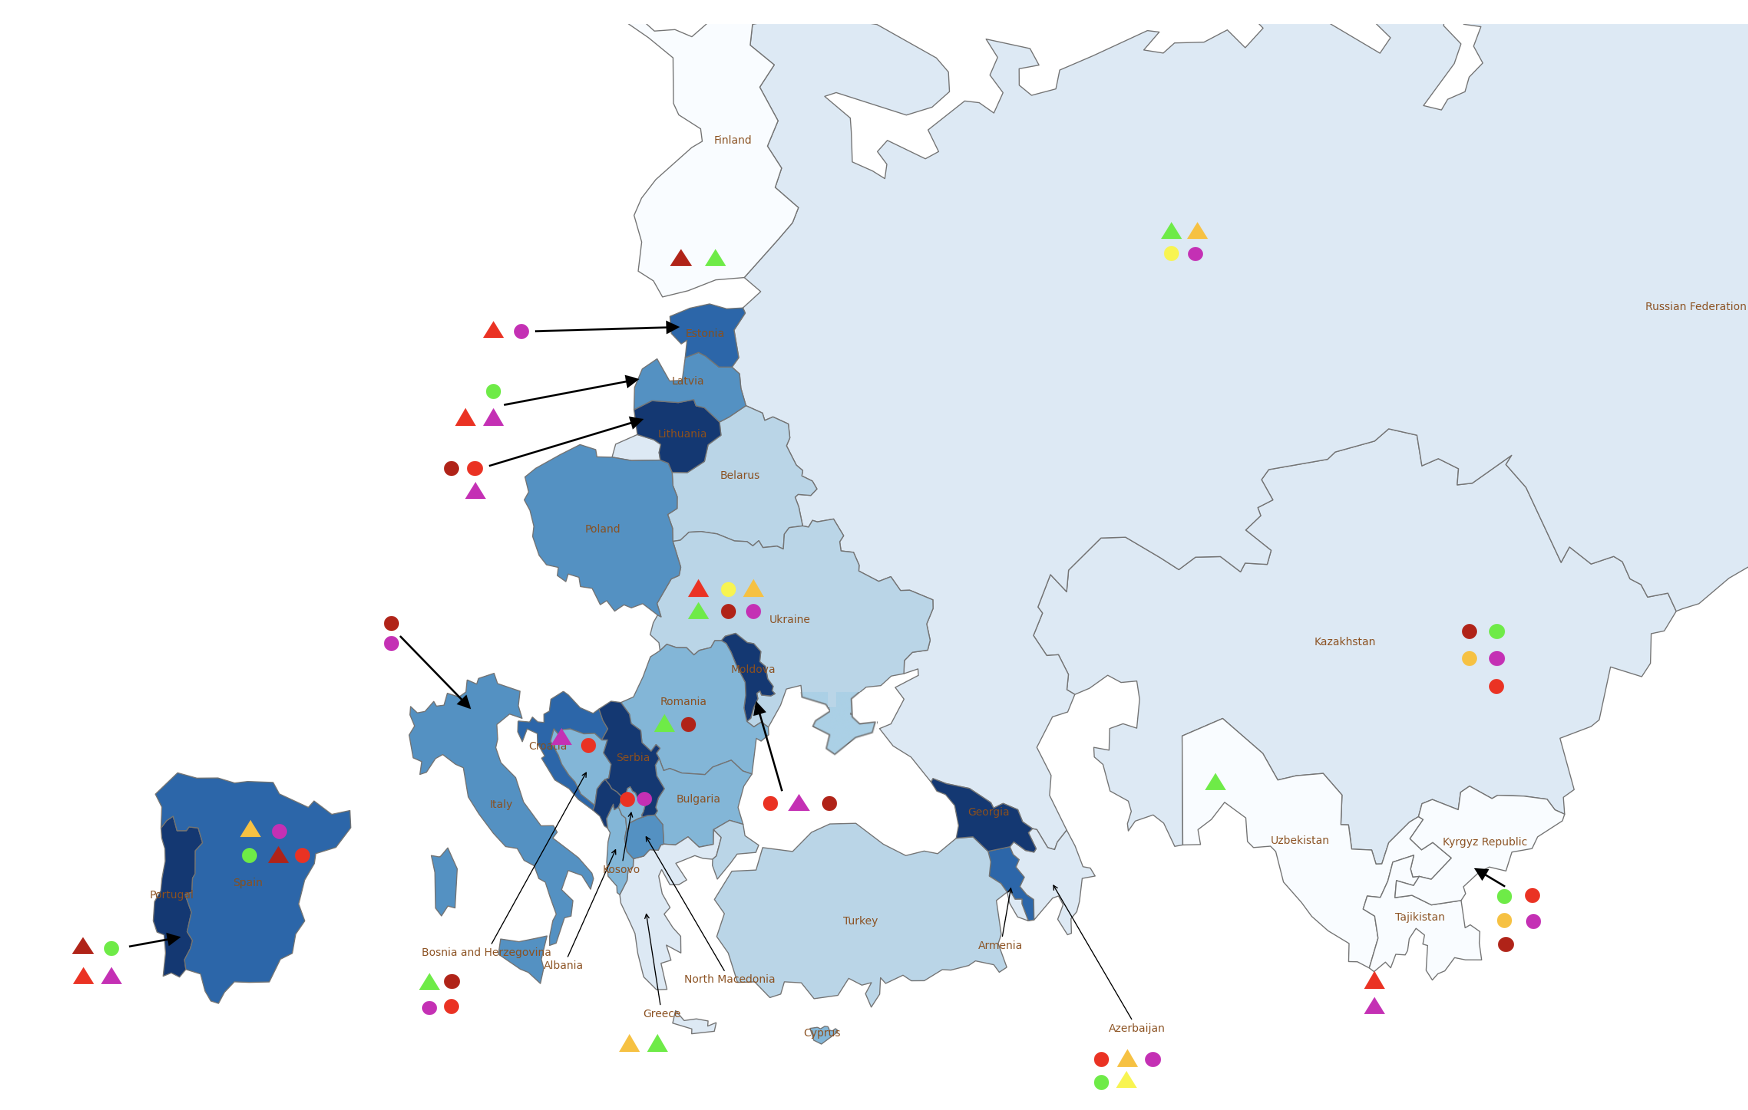 Finland
Russian Federation
Estonia
Latvia
Lithuania
Belarus
Poland
Ukraine
Kazakhstan
Moldova
Romania
Croatia
Serbia
Bulgaria
Italy
Georgia
Uzbekistan
Kyrgyz Republic
Kosovo
Spain
Portugal
Tajikistan
Turkey
Armenia
Bosnia and Herzegovina
Albania
North Macedonia
Greece
Azerbaijan
Cyprus